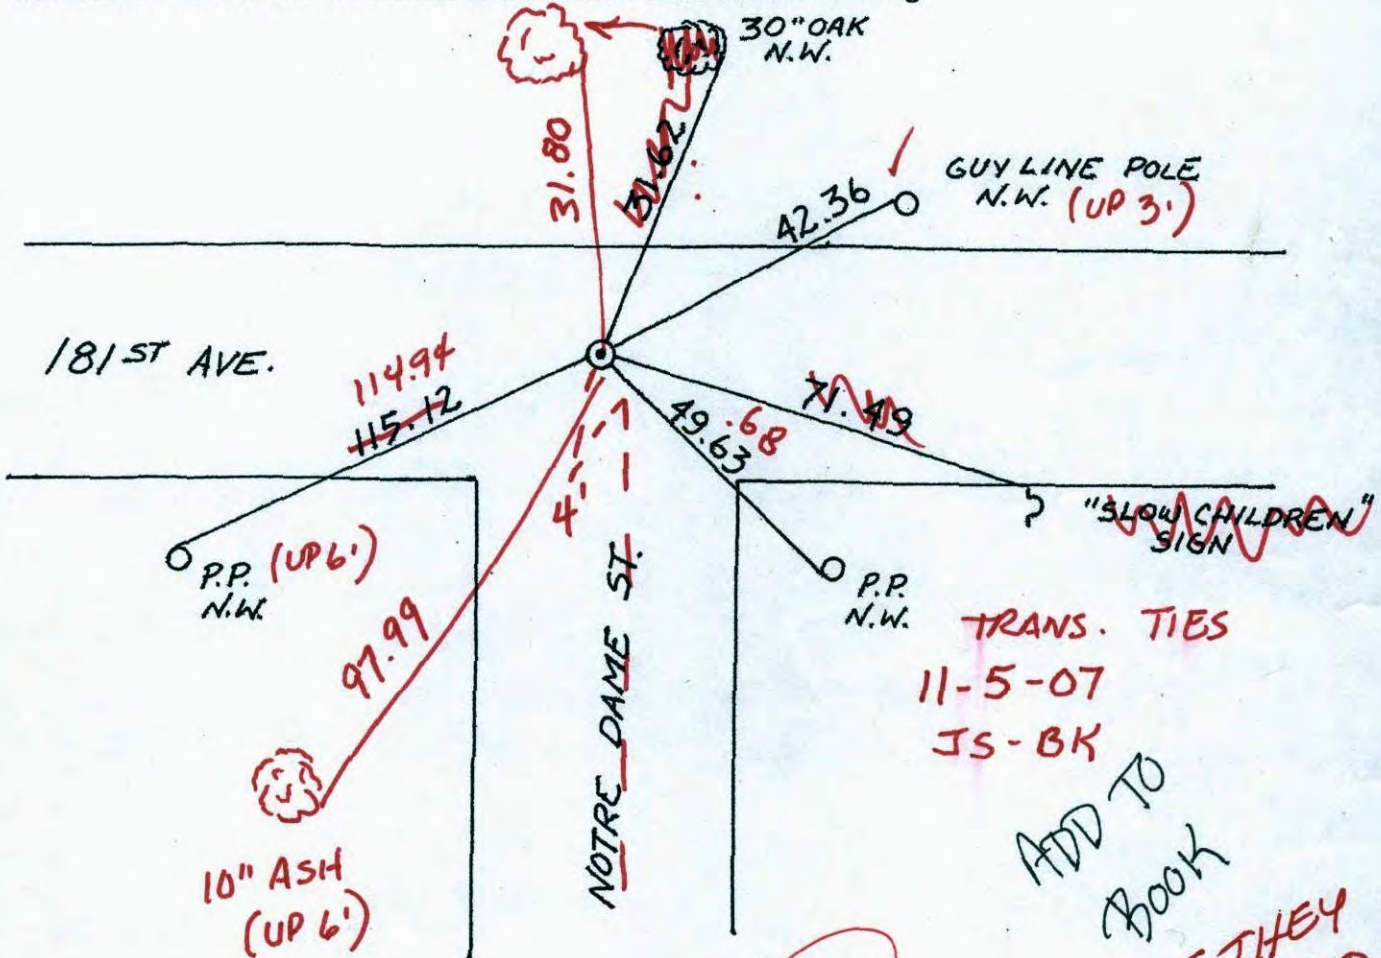 30" OAK
N.W.
31.80
31.62
GUY LINE POLE
N.W. (UP 3')
42.36
181ST AVE.
114.94
115.12
71.49
.68
49.63
4'
"SLOW CHILDREN"
SIGN
P.P. (UP 6')
N.W.
P.P.
N.W.
97.99
NOTRE DAME ST.
TRANS. TIES
11-5-07
JS-BK
10" ASH
(UP 6')
ADD TO
BOOK
THEY